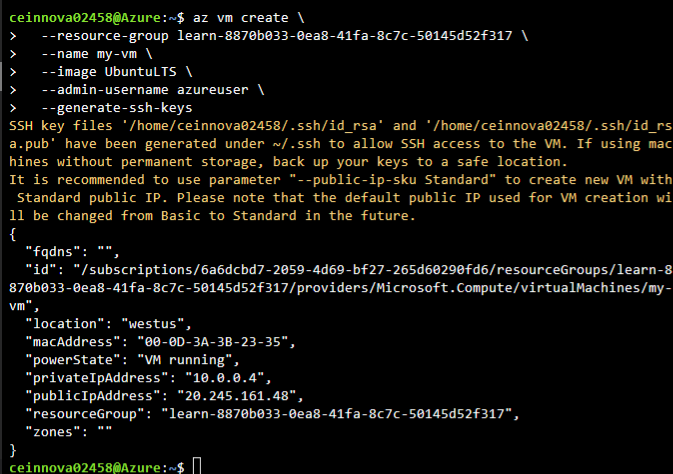 ceinnova02458@Azure:~$ az vm create \
>   --resource-group learn-8870b033-0ea8-41fa-8c7c-50145d52f317 \
>   --name my-vm \
>   --image UbuntuLTS \
>   --admin-username azureuser \
>   --generate-ssh-keys
SSH key files '/home/ceinnova02458/.ssh/id_rsa' and '/home/ceinnova02458/.ssh/id_rs
a.pub' have been generated under ~/.ssh to allow SSH access to the VM. If using mac
hines without permanent storage, back up your keys to a safe location.
It is recommended to use parameter "--public-ip-sku Standard" to create new VM with
 Standard public IP. Please note that the default public IP used for VM creation wi
ll be changed from Basic to Standard in the future.
{
  "fqdns": "",
  "id": "/subscriptions/6a6dcbd7-2059-4d69-bf27-265d60290fd6/resourceGroups/learn-8
870b033-0ea8-41fa-8c7c-50145d52f317/providers/Microsoft.Compute/virtualMachines/my-
vm",
  "location": "westus",
  "macAddress": "00-0D-3A-3B-23-35",
  "powerState": "VM running",
  "privateIpAddress": "10.0.0.4",
  "publicIpAddress": "20.245.161.48",
  "resourceGroup": "learn-8870b033-0ea8-41fa-8c7c-50145d52f317",
  "zones": ""
}
ceinnova02458@Azure:~$